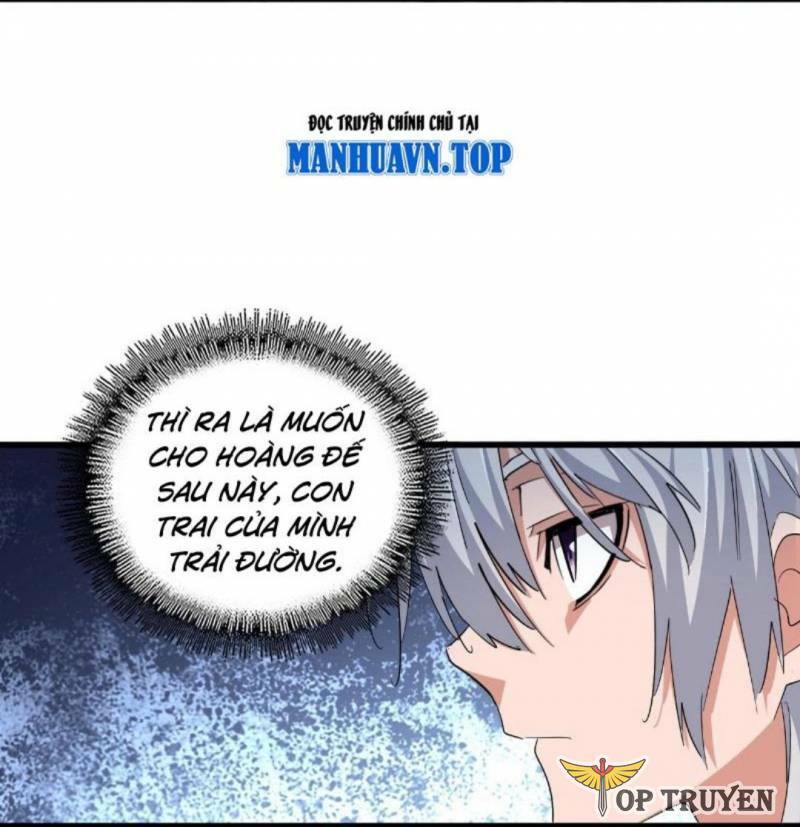 ĐỌC TRUYỆN CHÍNH CHỦ TẠI
MANHUAVN.TOP
THÌ RA LÀ MUỐN
CHO HOÀNG ĐẾ
SAU NÀY, CON
TRAI CỦA MÌNH
TRẢI ĐƯỜNG.
TOP TRUYEN